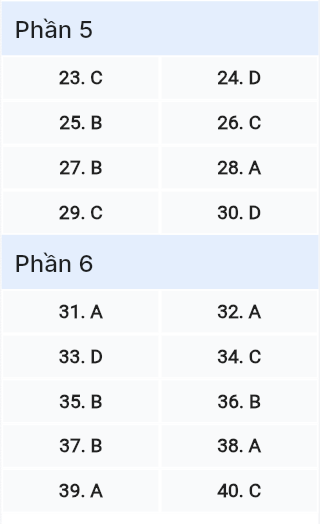 Phần 5
23. C 24. D
25. B 26. C
27. B 28. A
29. C 30. D
Phần 6
31. A 32. A
33. D 34. C
35. B 36. B
37. B 38. A
39. A 40. C